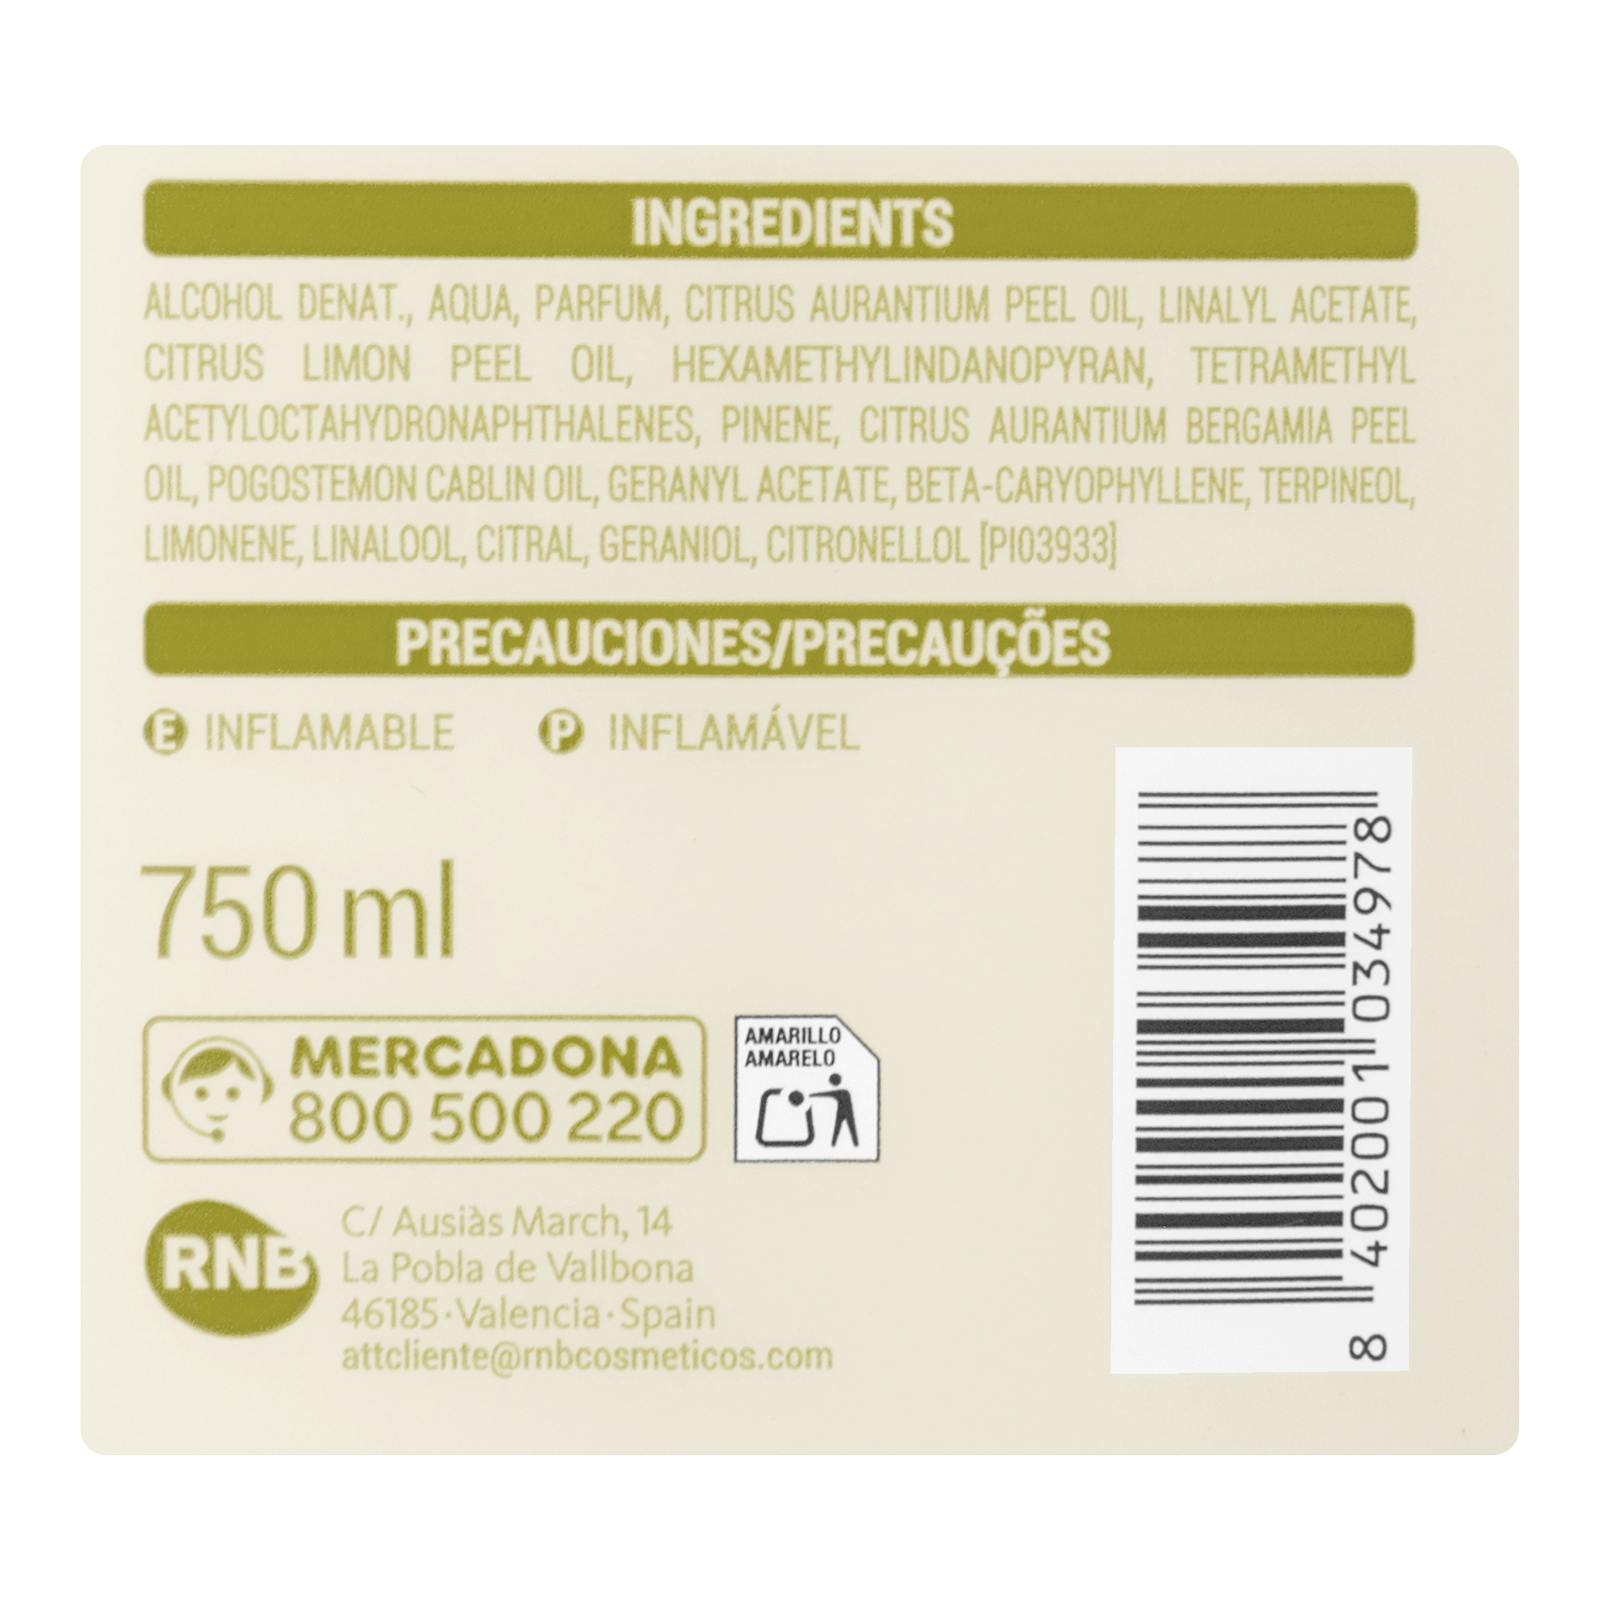 INGREDIENTS
ALCOHOL DENAT., AQUA, PARFUM, CITRUS AURANTIUM PEEL OIL, LINALYL ACETATE,
CITRUS LIMON PEEL OIL, HEXAMETHYLINDANOPYRAN, TETRAMETHYL
ACETYLOCTAHYDRONAPHTHALENES, PINENE, CITRUS AURANTIUM BERGAMIA PEEL
OIL, POGOSTEMON CABLIN OIL, GERANYL ACETATE, BETA-CARYOPHYLLENE, TERPINEOL,
LIMONENE, LINALOOL, CITRAL, GERANIOL, CITRONELLOL [PI03933]
PRECAUCIONES/PRECAUÇÕES
E INFLAMABLE P INFLAMÁVEL
750 ml
MERCADONA
800 500 220
AMARILLO
AMARELO
RNB
C/ Ausiàs March, 14
La Pobla de Vallbona
46185·Valencia·Spain
attcliente@rnbcosmeticos.com
8 402001 034978